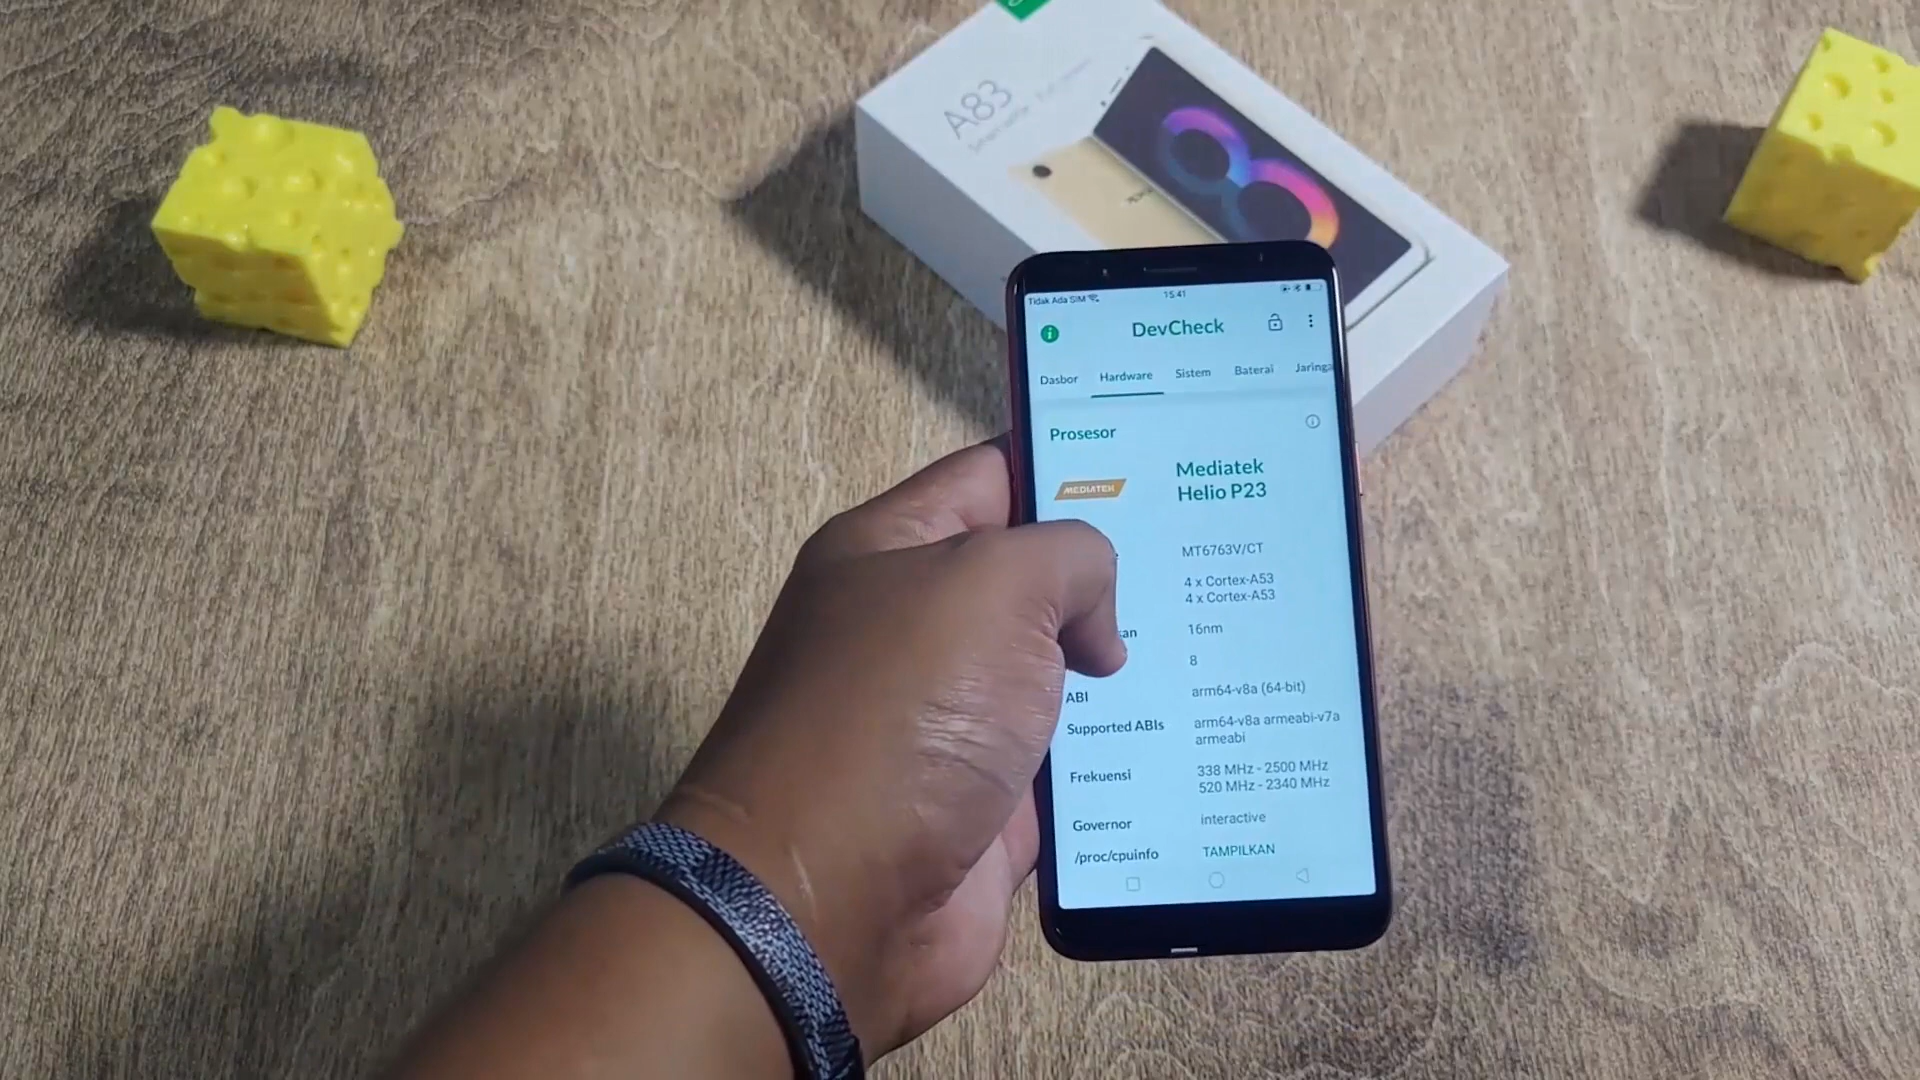 A83
Tidak Ada SIM
15.41
DevCheck
Dasbor Hardware Sistem Baterai Jaringa
Prosesor
MEDIATEK
Mediatek
Helio P23
MT6763V/CT
4 x Cortex-A53
4 x Cortex-A53
an 16nm
8
ABI arm64-v8a (64-bit)
Supported ABIs arm64-v8a armeabi-v7a
armeabi
Frekuensi 338 MHz - 2500 MHz
520 MHz - 2340 MHz
Governor interactive
/proc/cpuinfo TAMPILKAN